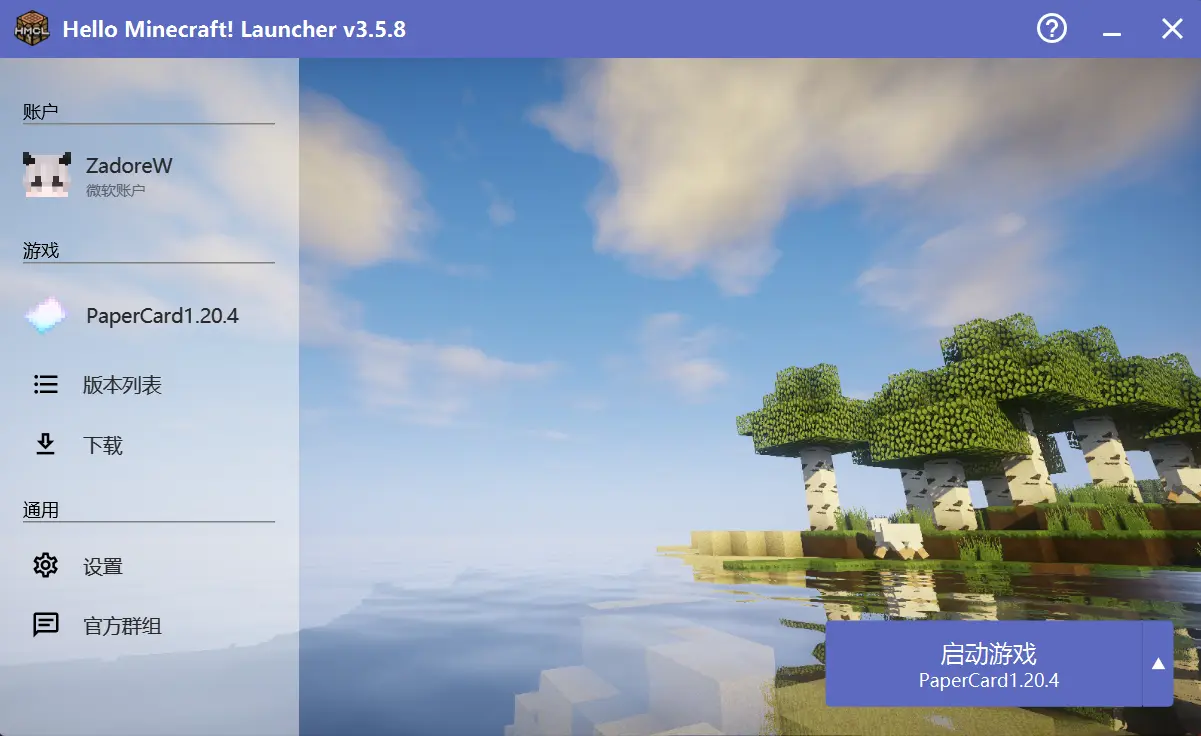 HMCL
Hello Minecraft! Launcher v3.5.8
账户
ZadoreW
微软账户
游戏
PaperCard1.20.4
版本列表
下载
通用
设置
官方群组
启动游戏
PaperCard1.20.4